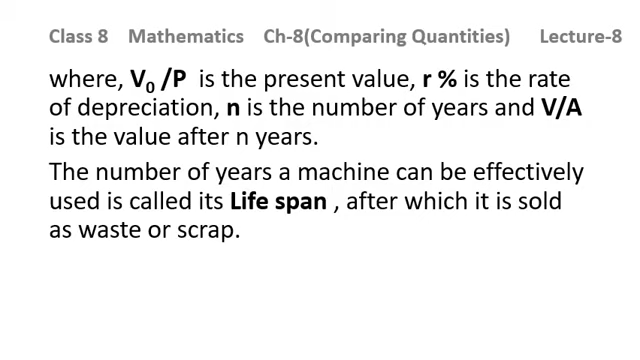 Class 8 Mathematics Ch-8(Comparing Quantities) Lecture-8
where, V₀ /P is the present value, r % is the rate
of depreciation, n is the number of years and V/A
is the value after n years.
The number of years a machine can be effectively
used is called its Life span , after which it is sold
as waste or scrap.